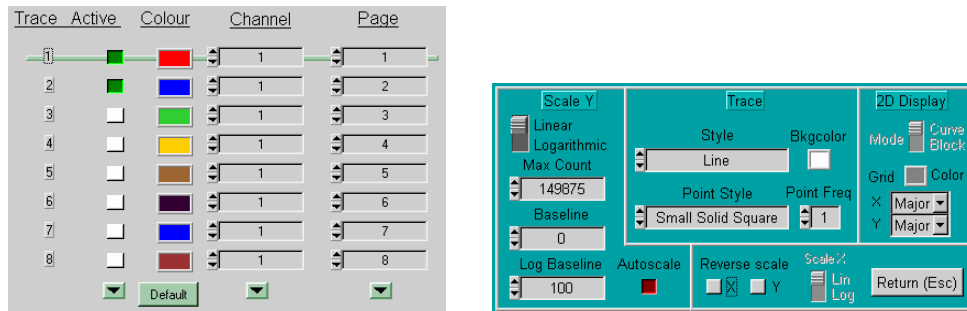 Trace Active Colour Channel Page
1 1 1
2 1 2
3 1 3
4 1 4
5 1 5
6 1 6
7 1 7
8 1 8
Default
Scale Y
Linear
Logarithmic
Max Count
149875
Baseline
0
Log Baseline
100
Autoscale
Trace
Style
Line
Bkgcolor
Point Style
Small Solid Square
Point Freq
1
2D Display
Mode Curve
Block
Grid Color
X Major
Y Major
Reverse scale
X Y
Scale X
Lin
Log
Return (Esc)